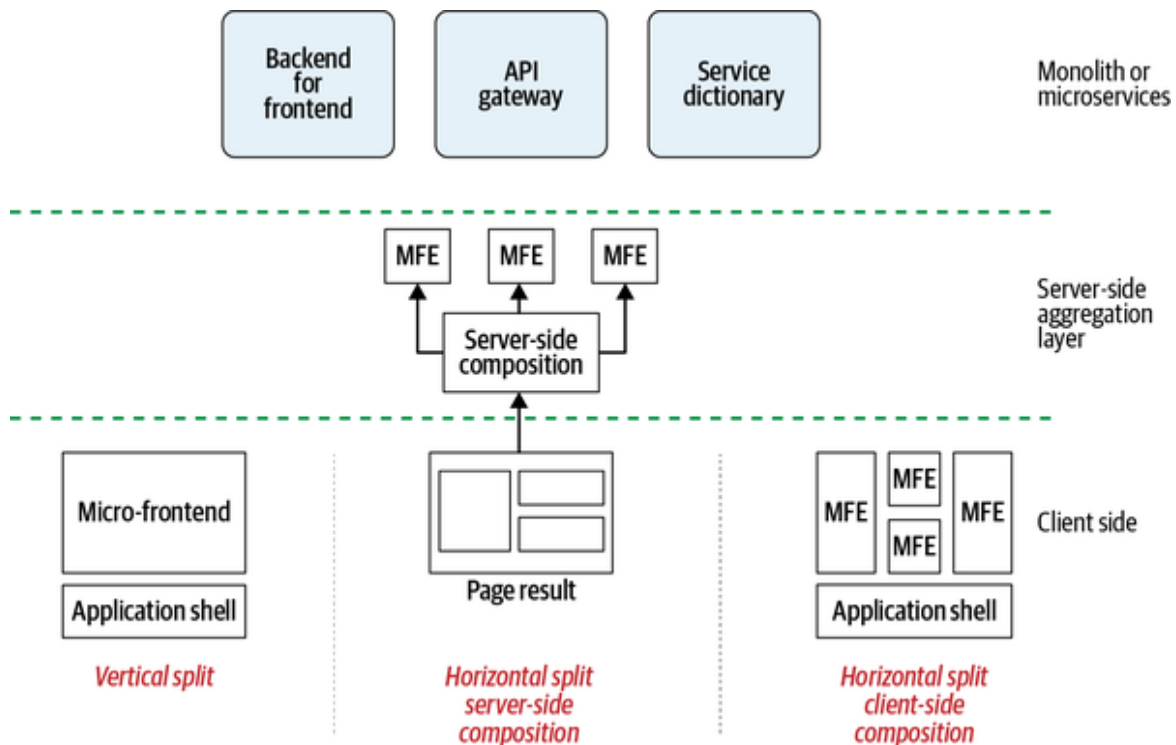 Backend
for
frontend
API
gateway
Service
dictionary
Monolith or
microservices
MFE
MFE
MFE
Server-side
composition
Server-side
aggregation
layer
Micro-frontend
Application shell
Vertical split
Page result
Horizontal split
server-side
composition
MFE
MFE
MFE
MFE
Application shell
Horizontal split
client-side
composition
Client side